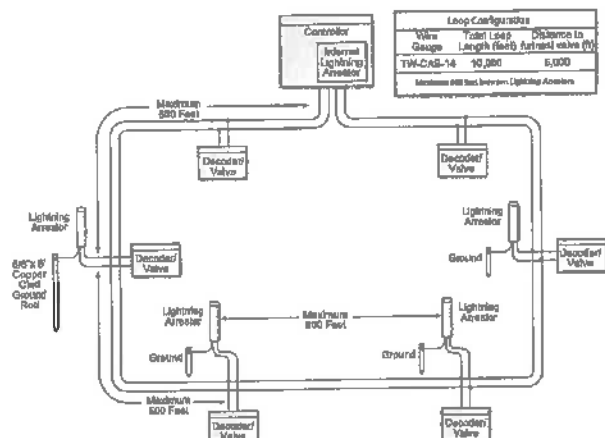 Controller
Internal
Lightning
Arrestor
Loop Configuration
Wire
Gauge
Total Loop
Length (feet)
Distance to
furthest valve (ft)
TW-CAB-14
10,000
5,000
Maximum 500 feet between Lightning Arrestors
Maximum
500 Feet
Decoder/
Valve
Decoder/
Valve
Lightning
Arrestor
5/8"x 8'
Copper
Clad
Ground
Rod
Decoder/
Valve
Lightning
Arrestor
Ground
Decoder/
Valve
Lightning
Arrestor
Ground
Maximum
500 Feet
Lightning
Arrestor
Ground
Maximum
500 Feet
Decoder/
Valve
Decoder/
Valve